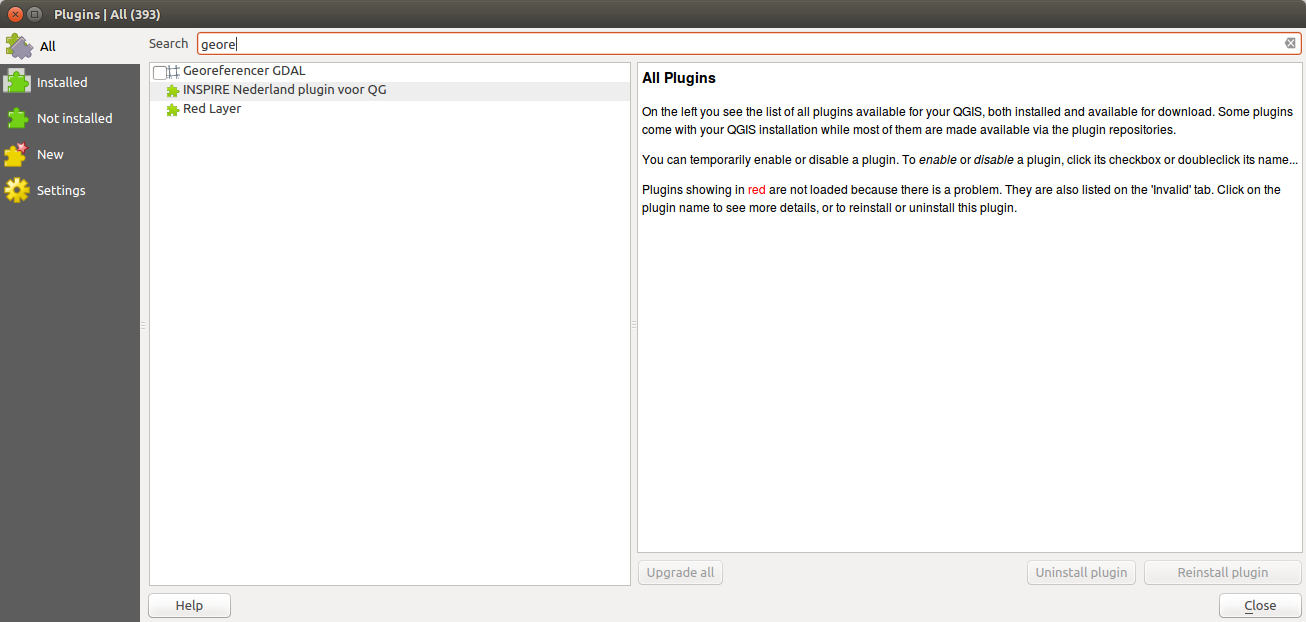 Plugins | All (393)
All
Installed
Not installed
New
Settings
Search geore
Georeferencer GDAL
INSPIRE Nederland plugin voor QG
Red Layer
All Plugins
On the left you see the list of all plugins available for your QGIS, both installed and available for download. Some plugins
come with your QGIS installation while most of them are made available via the plugin repositories.
You can temporarily enable or disable a plugin. To enable or disable a plugin, click its checkbox or doubleclick its name...
Plugins showing in red are not loaded because there is a problem. They are also listed on the 'Invalid' tab. Click on the
plugin name to see more details, or to reinstall or uninstall this plugin.
Upgrade all
Uninstall plugin
Reinstall plugin
Help
Close